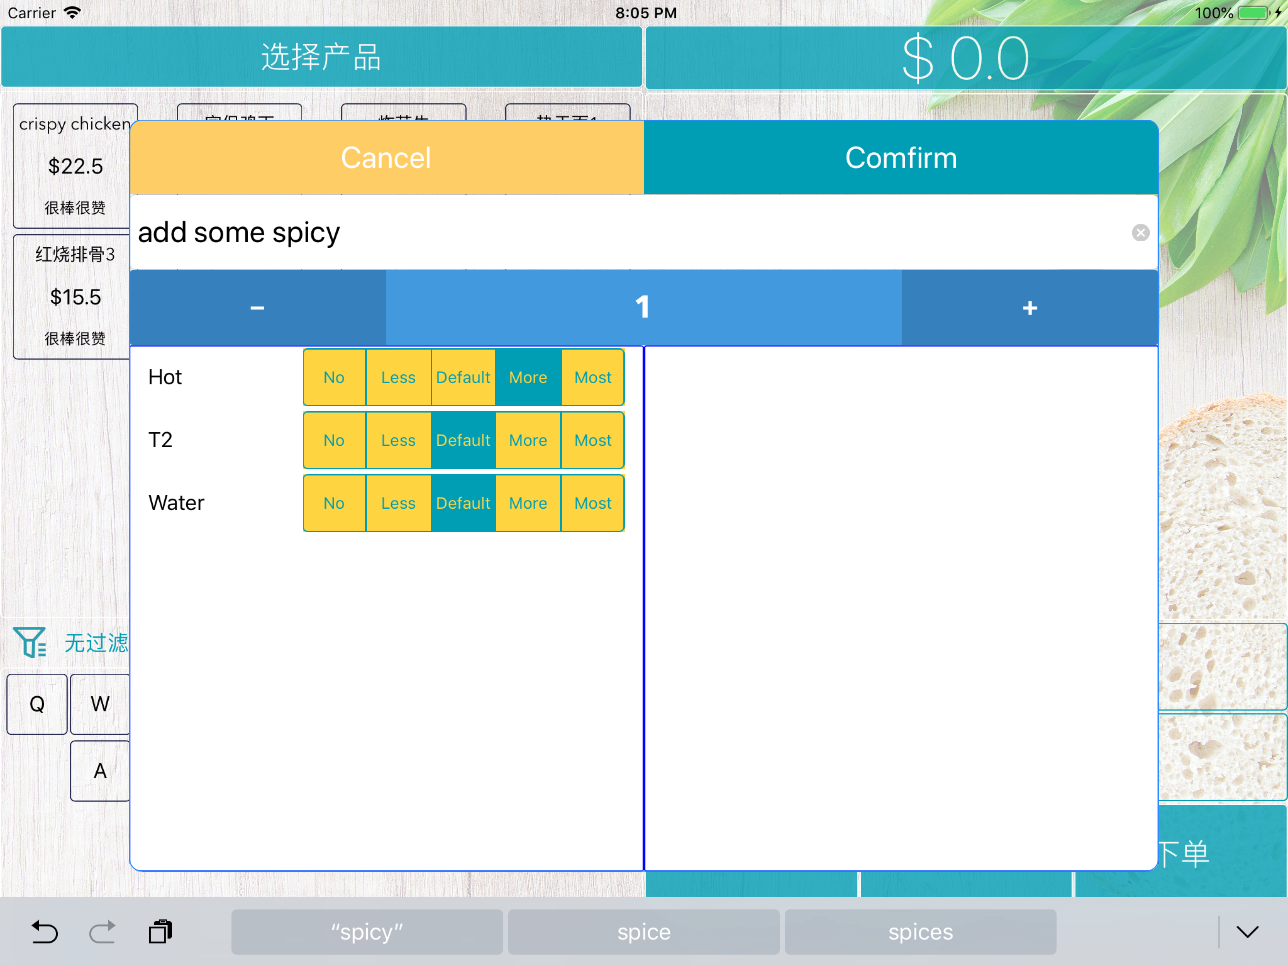 Carrier
8:05 PM
100%
选择产品
$ 0.0
crispy chicken
$22.5
很棒很赞
红烧排骨3
$15.5
很棒很赞
Cancel
Comfirm
add some spicy
–
1
+
Hot
No
Less
Default
More
Most
T2
No
Less
Default
More
Most
Water
No
Less
Default
More
Most
无过滤
Q
W
A
下单
“spicy”
spice
spices